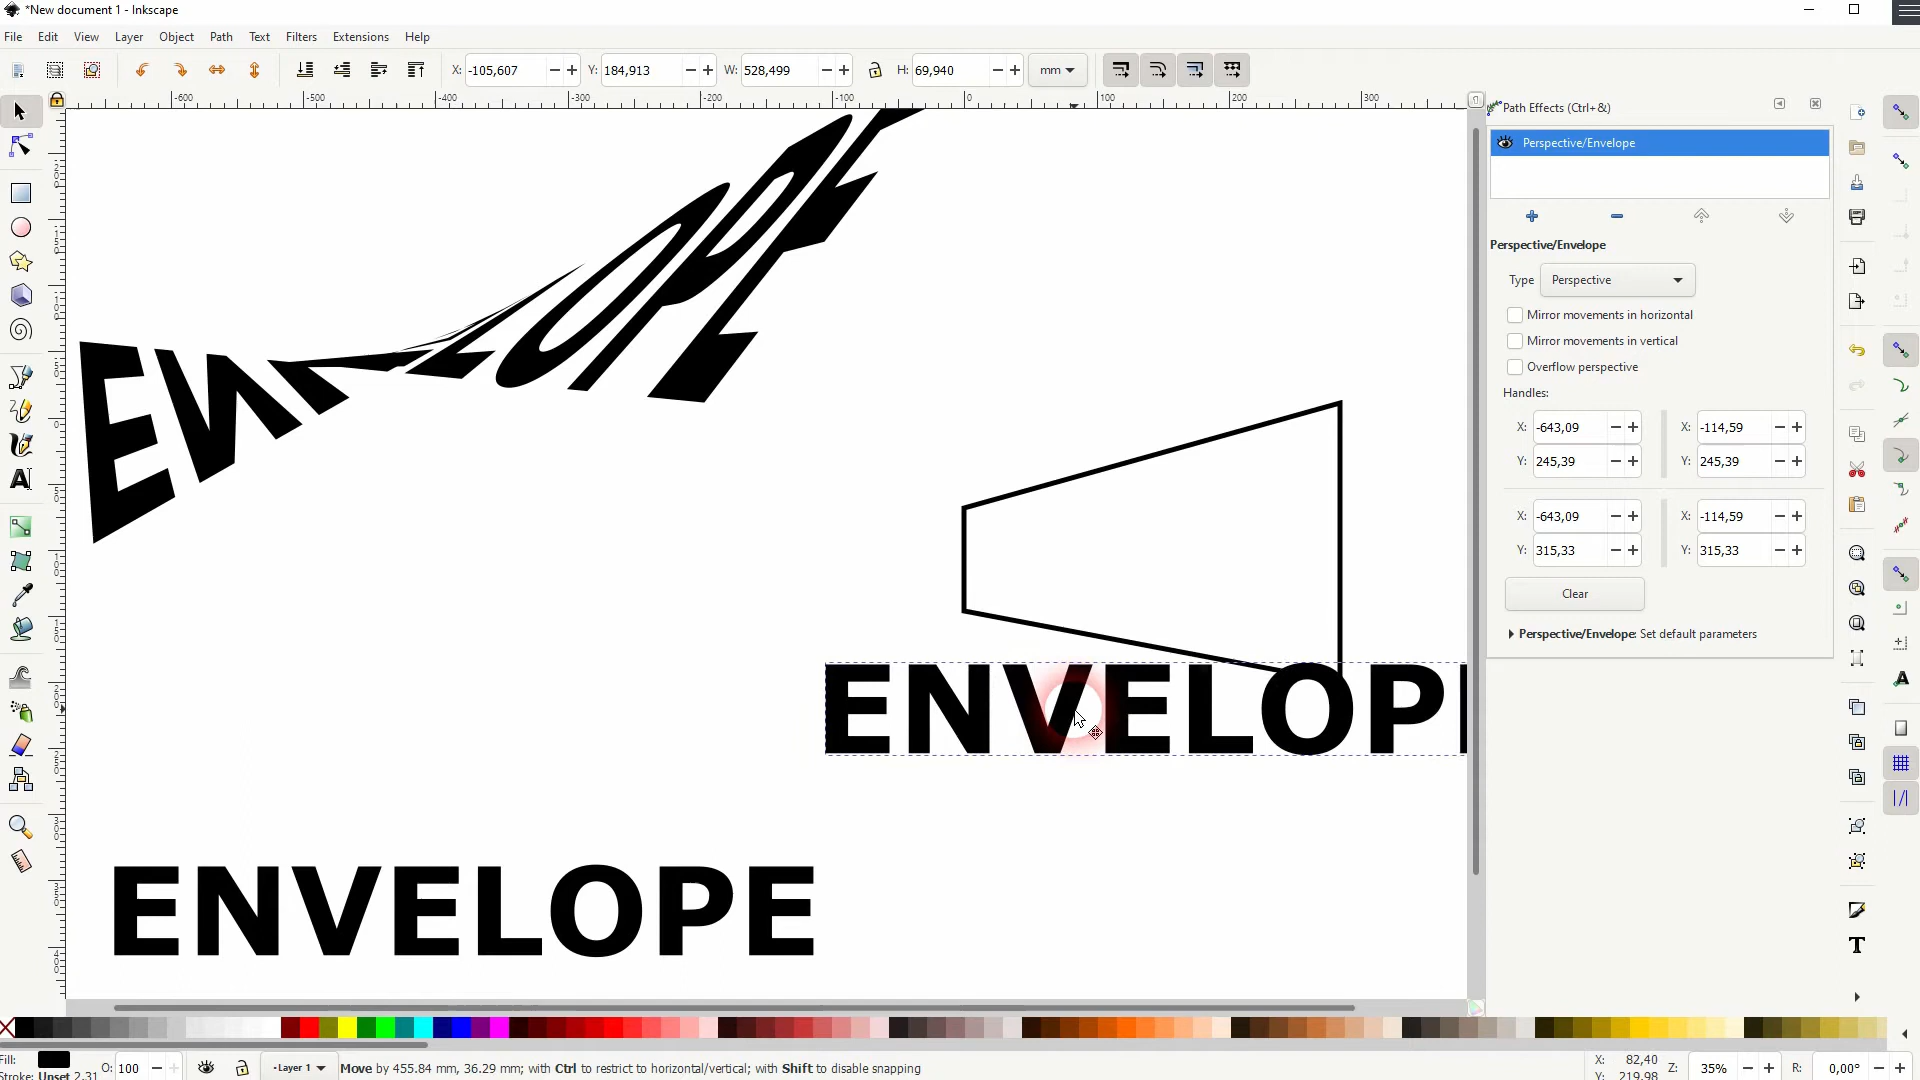 *New document 1 - Inkscape
File Edit View Layer Object Path Text Filters Extensions Help
X: -105,607 Y: 184,913 W: 528,499 H: 69,940 mm
-600 -500 -400 -300 -200 -100 0 100 200 300
Path Effects (Ctrl+&)
Perspective/Envelope
Perspective/Envelope
Type Perspective
Mirror movements in horizontal
Mirror movements in vertical
Overflow perspective
Handles:
X: -643,09 X: -114,59
Y: 245,39 Y: 245,39
X: -643,09 X: -114,59
Y: 315,33 Y: 315,33
Clear
Perspective/Envelope: Set default parameters
ENVELOPE
ENVELOP
ENVELOPE
Fill: O: 100 Layer 1 Move by 455.84 mm, 36.29 mm; with Ctrl to restrict to horizontal/vertical; with Shift to disable snapping X: 82,40 Z: 35% R: 0,00°
Stroke: Unset 2,31 Y: 219,98